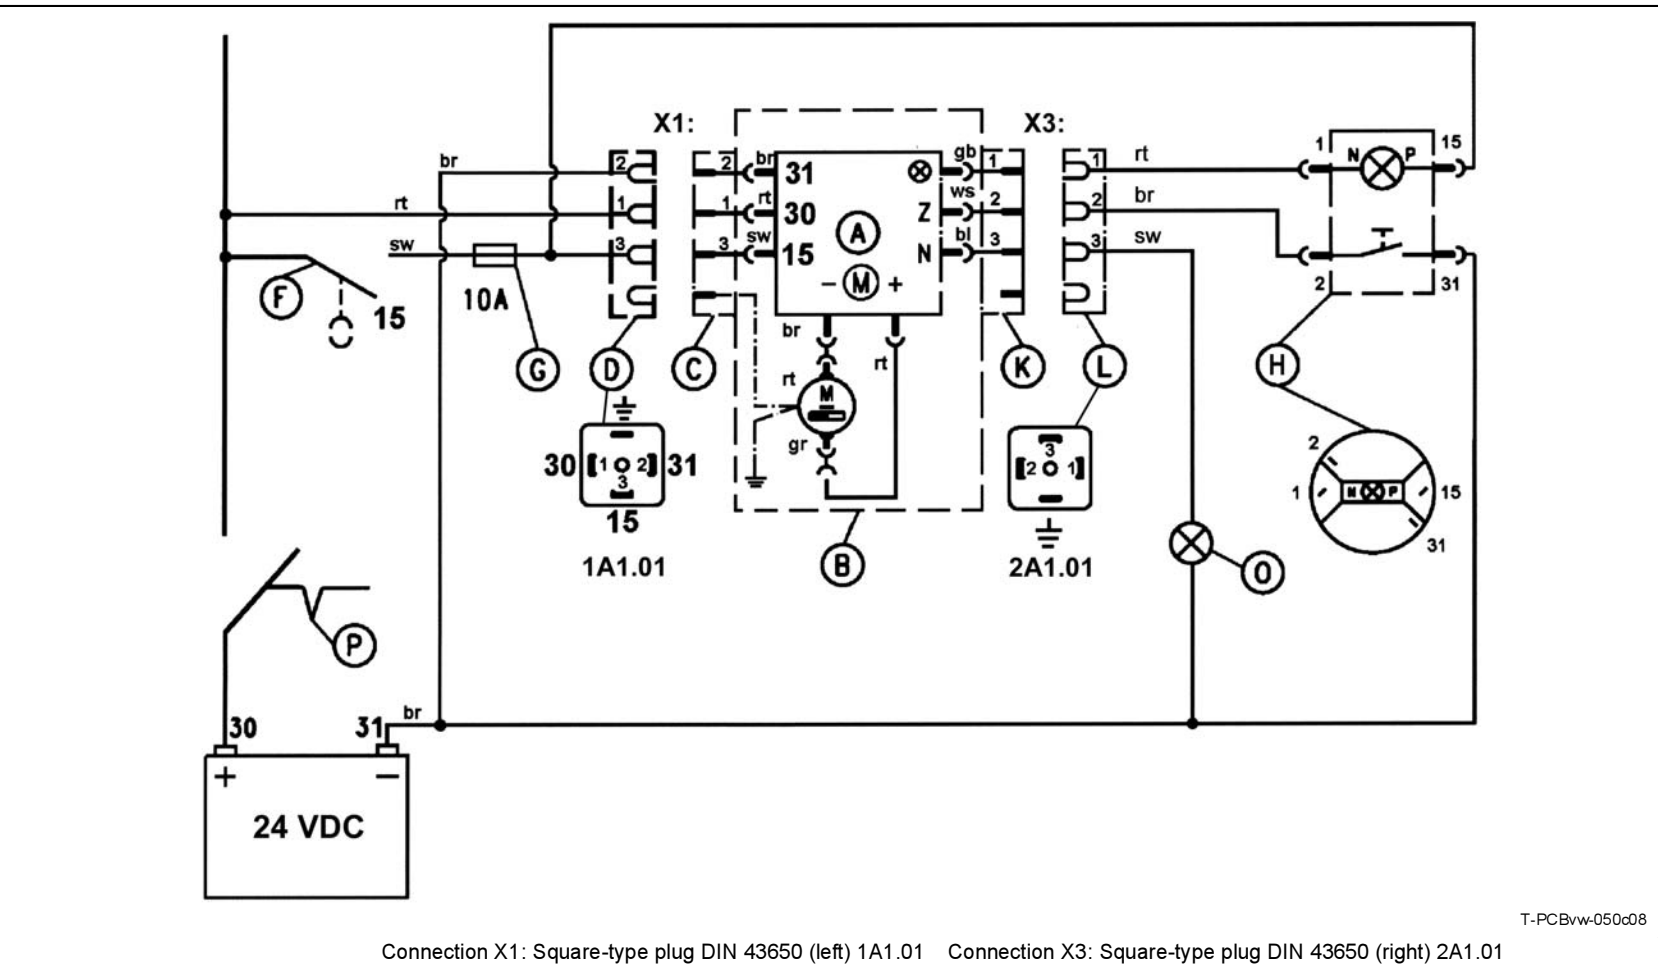 X1: X3:
1 15
N P
br 2 2 br 31 gb 1 1 rt
rt 1 1 rt 30 A Z ws 2 2 br
sw 3 3 sw 15 N bl 3 3 sw
2 31
- M +
F 15 10A
G D C br rt K L H
rt M
gr
30 1 2 31
3
15
3
2 1
2
1 N P 15
31
1A1.01 B 2A1.01 O
P
30 31 br
+ −
24 VDC
T-PCBvw-050c08
Connection X1: Square-type plug DIN 43650 (left) 1A1.01 Connection X3: Square-type plug DIN 43650 (right) 2A1.01